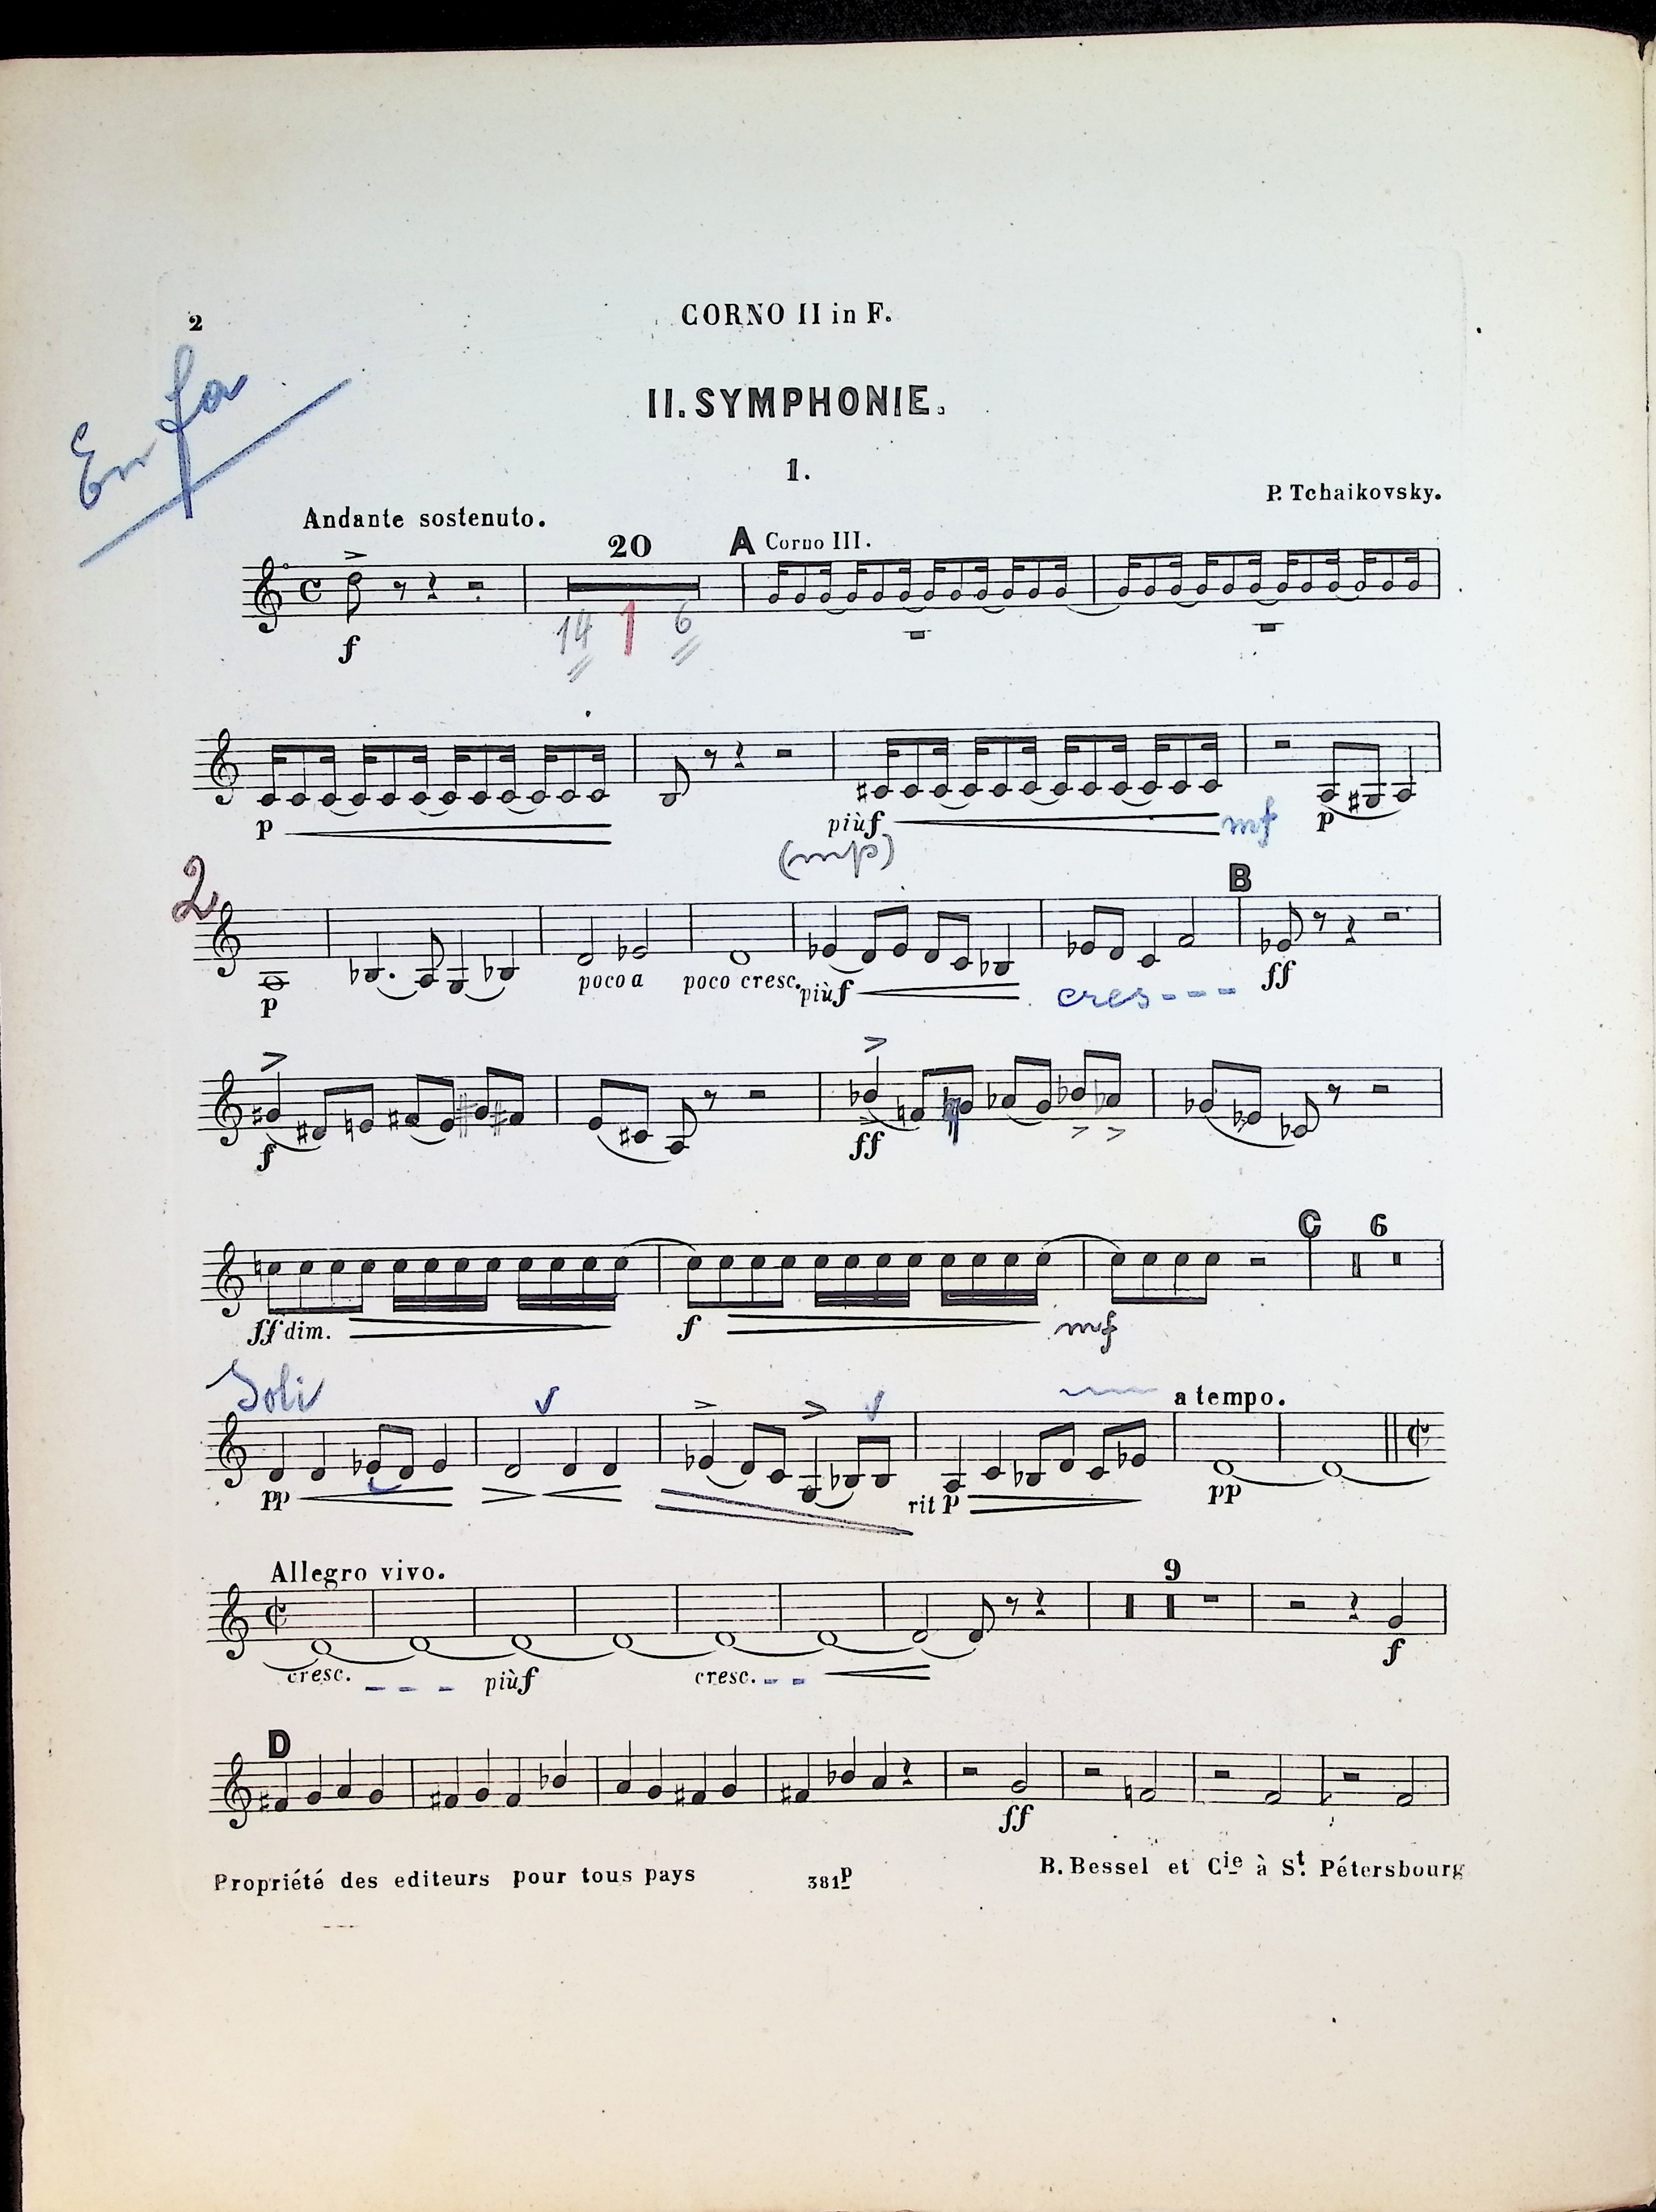 2
CORNO II in F.
En fa
II. SYMPHONIE.
1.
P. Tchaikovsky.
Andante sostenuto.
20
A Corno III.
f
14 1 6
p
più f
mf
p
(mp)
2
B
p
poco a poco cresc.
più f
cres - - -
ff
f
ff
C 6
ff dim.
f
mf
Soli
a tempo.
pp
rit p
pp
Allegro vivo.
9
cresc. - - -
più f
cresc. - -
f
D
ff
Propriété des editeurs pour tous pays
381p
B. Bessel et Cie à St. Pétersbourg